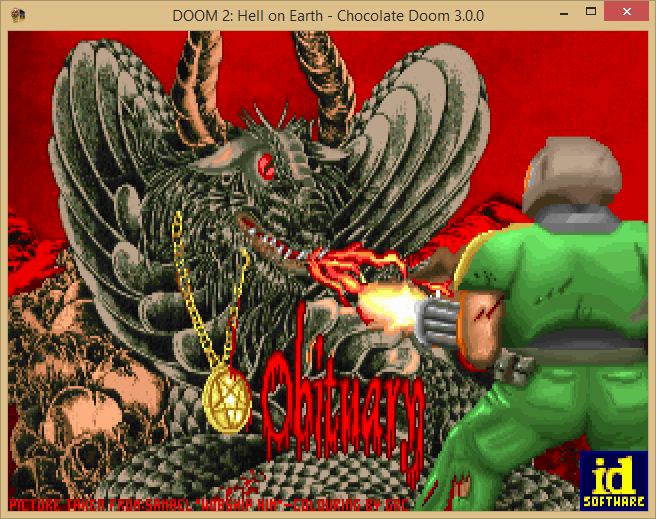 DOOM 2: Hell on Earth - Chocolate Doom 3.0.0
Obituary
PICTURE TAKEN FROM SAMAEL "WORSHIP HIM"-COLOURING BY GRC
id
SOFTWARE